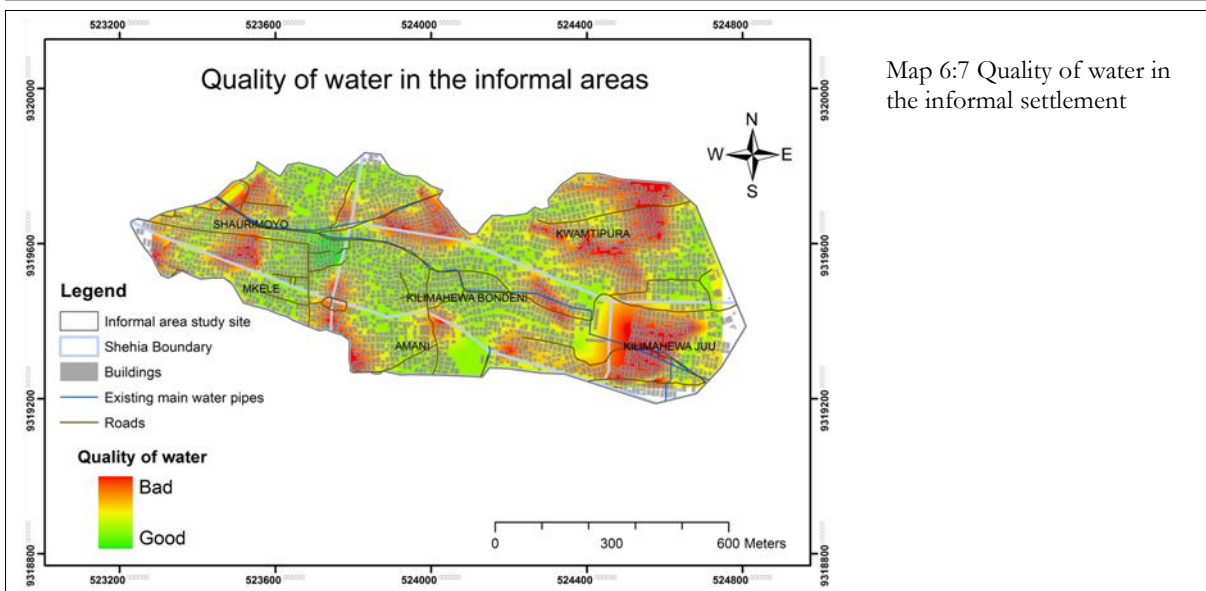 523200
523600
524000
524400
524800
Quality of water in the informal areas
Map 6:7 Quality of water in
the informal settlement
9320000
9320000
N
W E
S
SHAURIMOYO
KWAMTIPURA
9319600
9319600
MKELE
KILIMAHEWA BONDENI
AMANI
KILIMAHEWA JUU
Legend
Informal area study site
Shehia Boundary
Buildings
Existing main water pipes
Roads
9319200
9319200
Quality of water
Bad
Good
0 300 600 Meters
9318800
9318800
523200
523600
524000
524400
524800